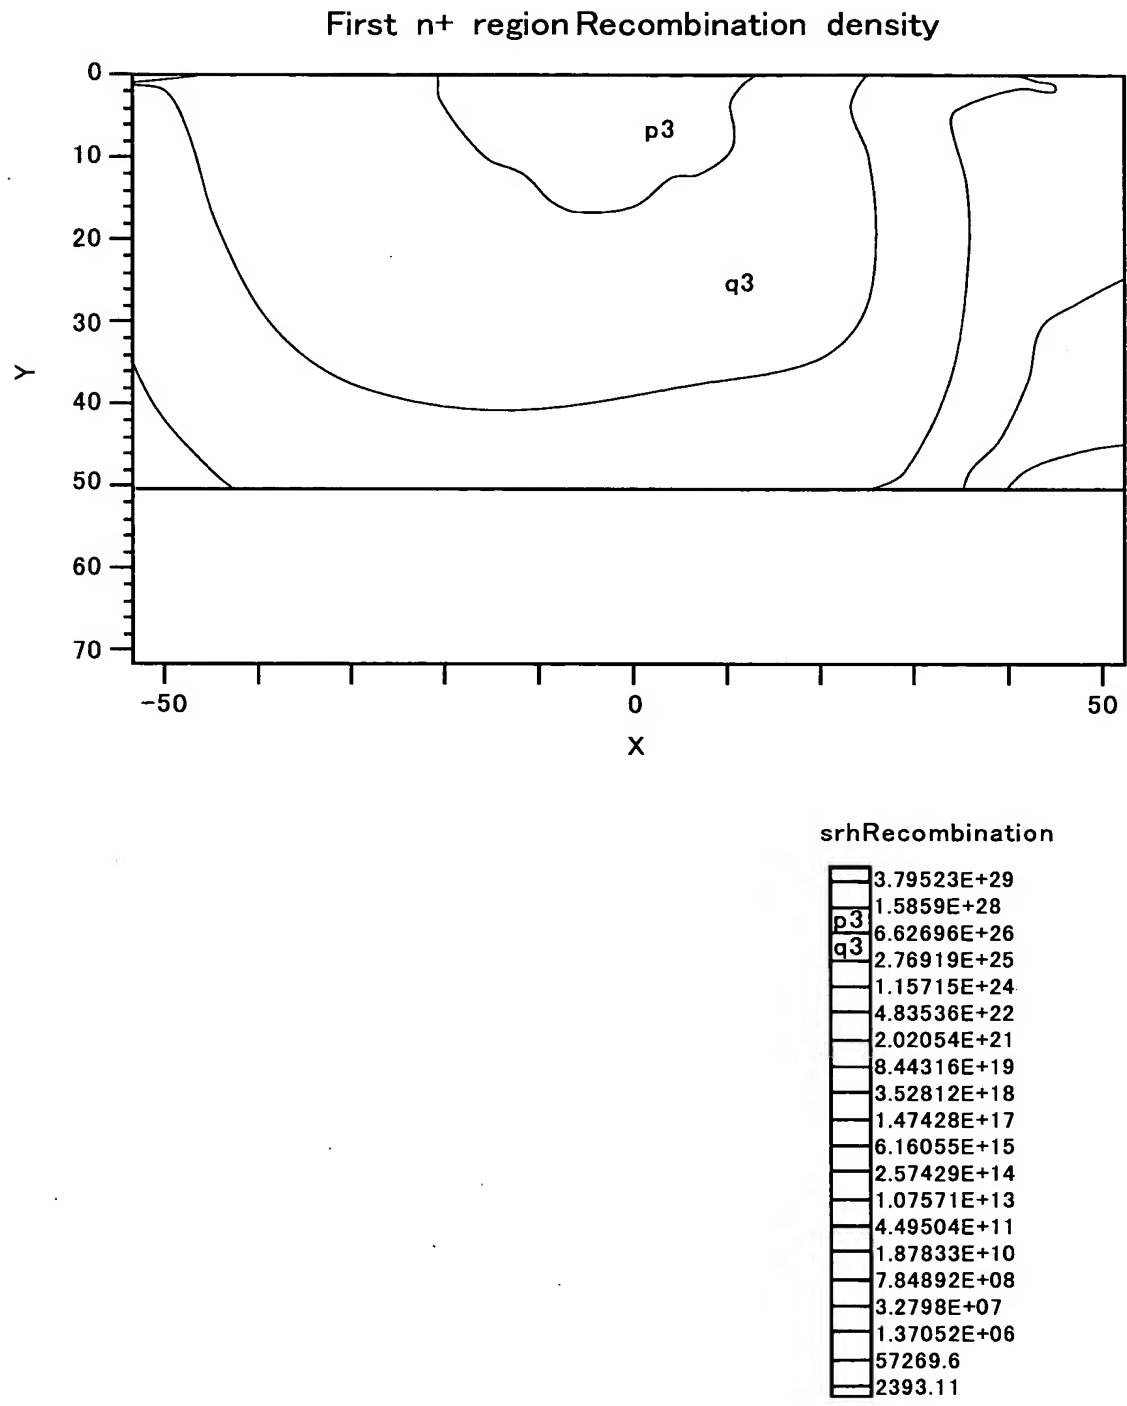 First n+ region Recombination density
0
10
20
30
40
50
60
70
Y
p3
q3
-50 0 50
X
srhRecombination
3.79523E+29
1.5859E+28
p3
6.62696E+26
q3
2.76919E+25
1.15715E+24
4.83536E+22
2.02054E+21
8.44316E+19
3.52812E+18
1.47428E+17
6.16055E+15
2.57429E+14
1.07571E+13
4.49504E+11
1.87833E+10
7.84892E+08
3.2798E+07
1.37052E+06
57269.6
2393.11